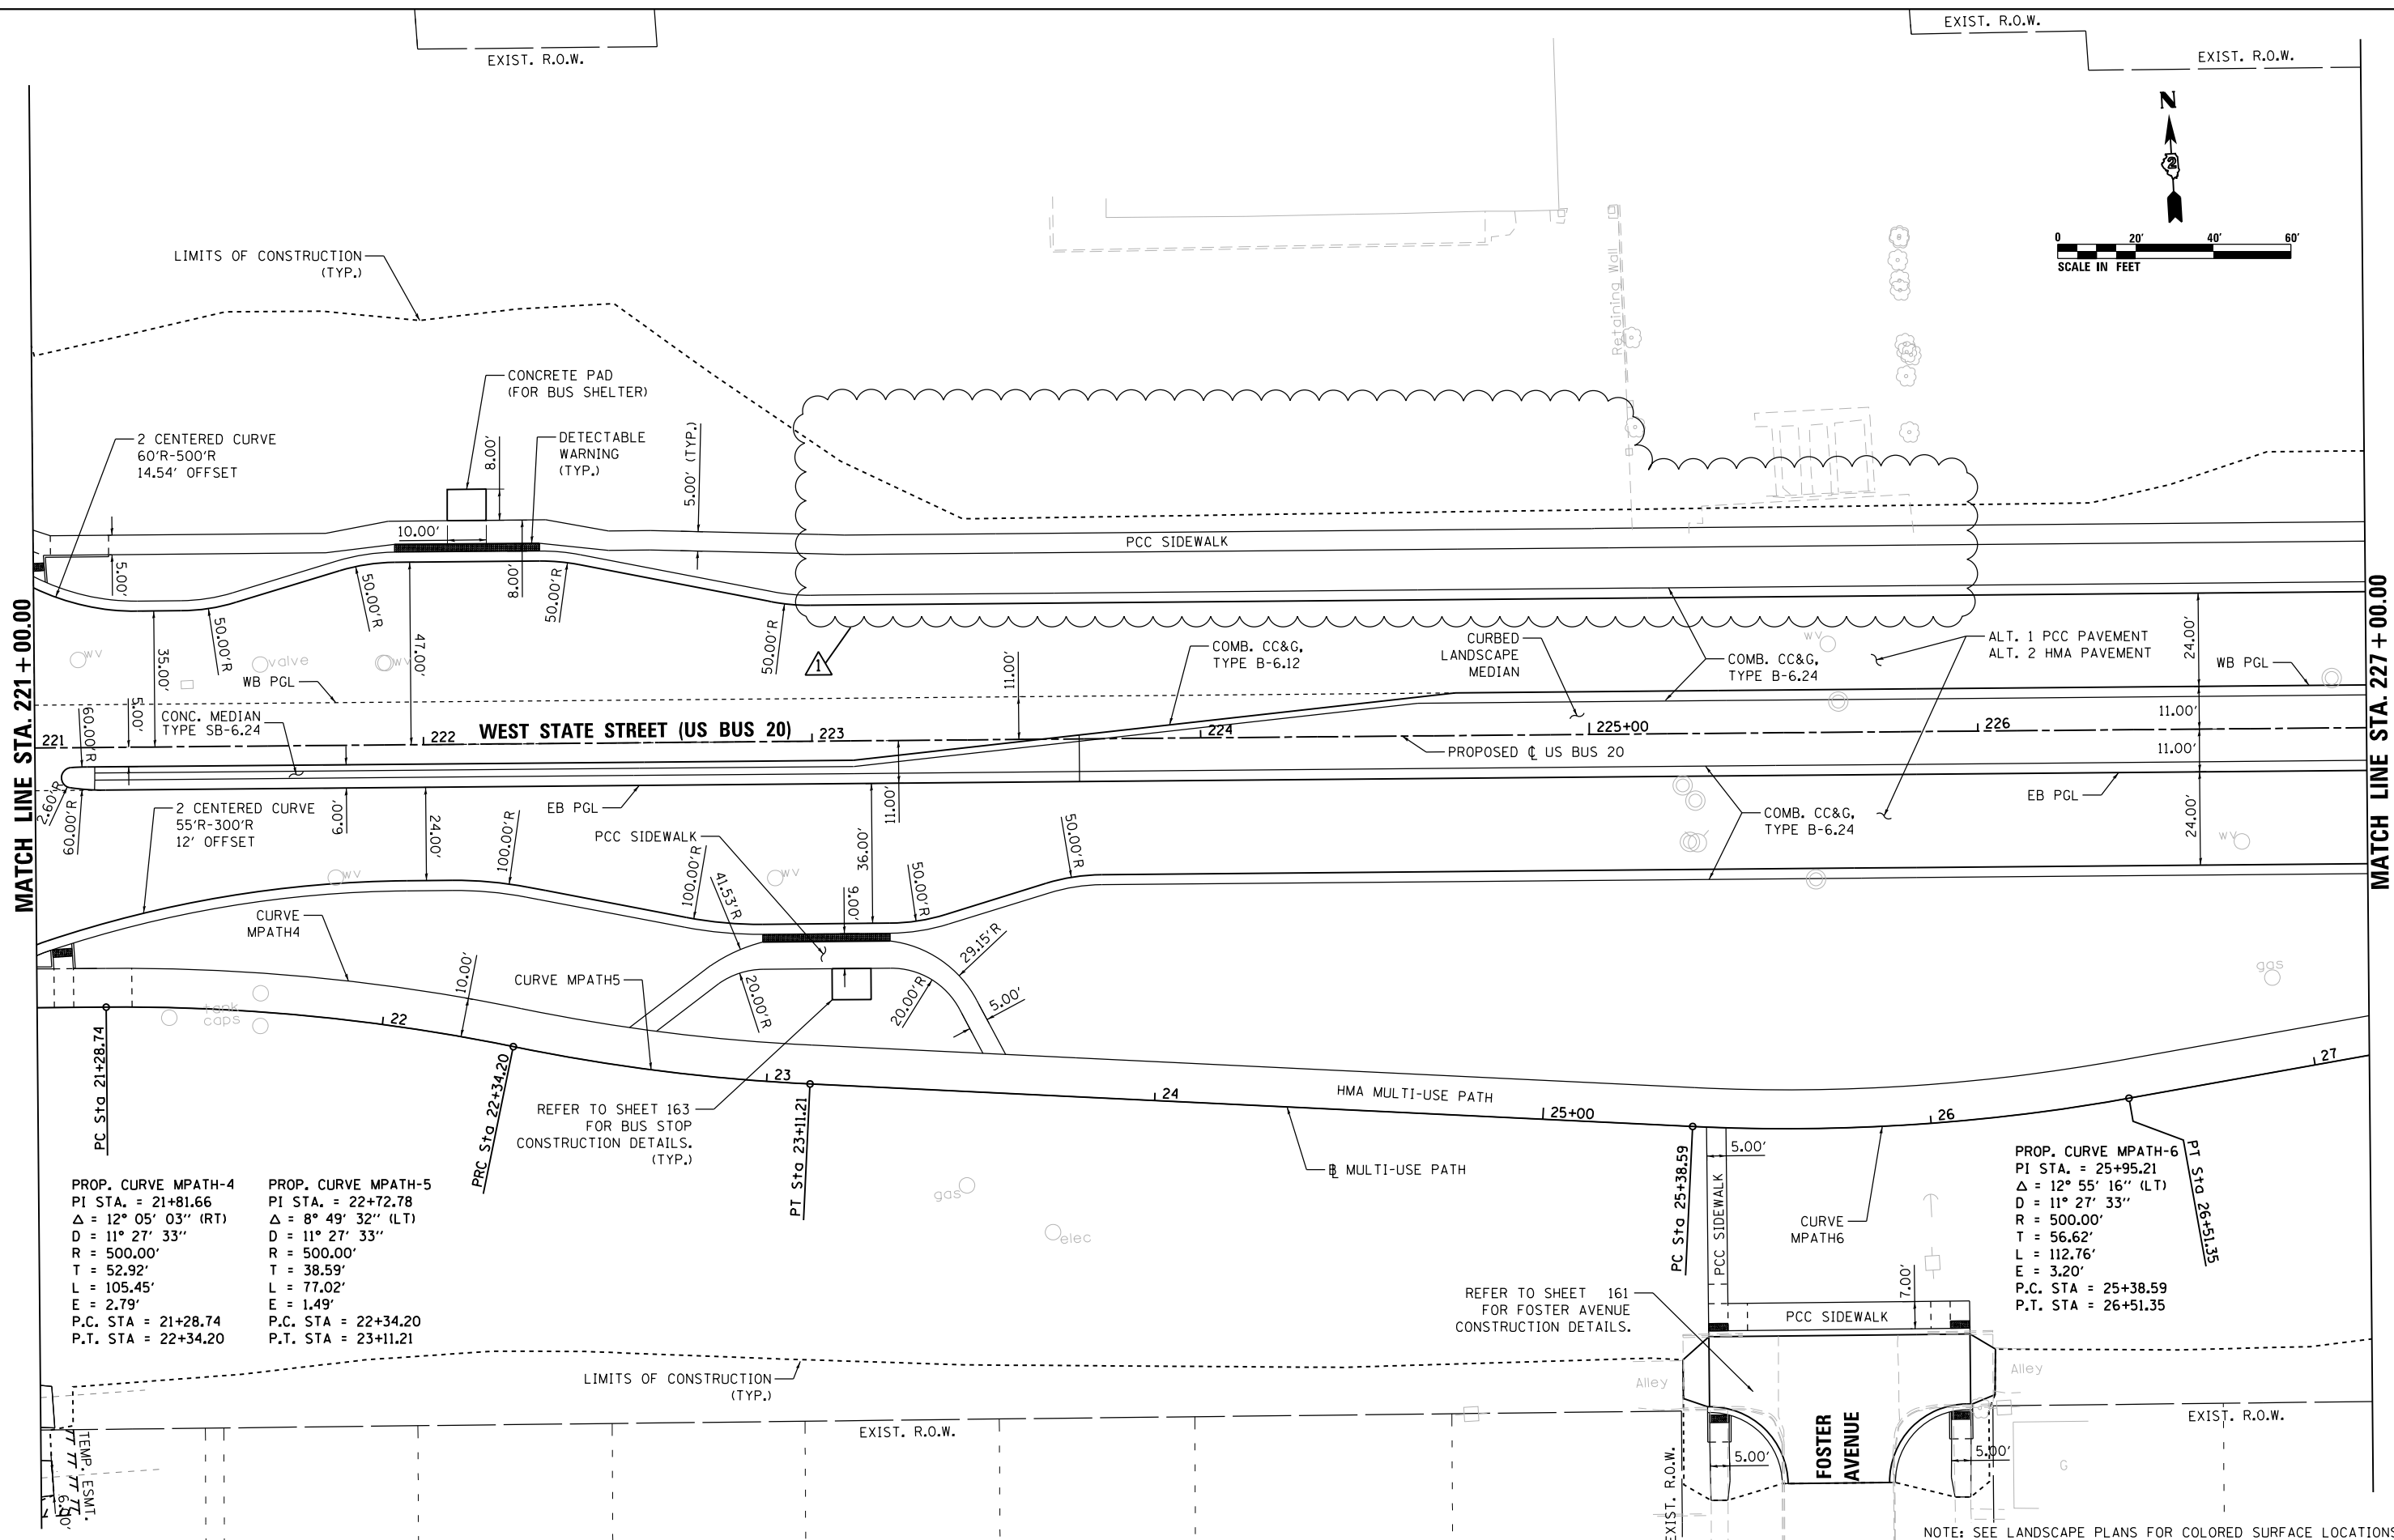 EXIST. R.O.W.
EXIST. R.O.W.
EXIST. R.O.W.
N
2
0 20' 40' 60'
SCALE IN FEET
LIMITS OF CONSTRUCTION
(TYP.)
Retaining Wall
CONCRETE PAD
(FOR BUS SHELTER)
2 CENTERED CURVE
60'R-500'R
14.54' OFFSET
DETECTABLE
WARNING
(TYP.)
8.00'
5.00' (TYP.)
10.00'
PCC SIDEWALK
5.00'
8.00'
50.00'R
50.00'R
50.00'R
50.00'R
35.00'
47.00'
MATCH LINE STA. 221+00.00
MATCH LINE STA. 227+00.00
WV
valve
WV
WB PGL
1
COMB. CC&G,
TYPE B-6.12
CURBED
LANDSCAPE
MEDIAN
COMB. CC&G,
TYPE B-6.24
WV
ALT. 1 PCC PAVEMENT
ALT. 2 HMA PAVEMENT
24.00'
WB PGL
11.00'
11.00'
11.00'
60.00'R
5.00'
CONC. MEDIAN
TYPE SB-6.24
221
222
WEST STATE STREET (US BUS 20)
223
224
225+00
226
PROPOSED ℄ US BUS 20
2.60'R
60.00'R
6.00'
2 CENTERED CURVE
55'R-300'R
12' OFFSET
24.00'
100.00'R
EB PGL
11.00'
EB PGL
COMB. CC&G,
TYPE B-6.24
24.00'
WV
PCC SIDEWALK
36.00'
50.00'R
WV
WV
100.00'R
41.53'R
6.00'
50.00'R
29.15'R
CURVE
MPATH4
10.00'
CURVE MPATH5
20.00'R
20.00'R
5.00'
gas
tank
caps
22
23
24
25+00
26
27
HMA MULTI-USE PATH
PC Sta 21+28.74
PRC Sta 22+34.20
PT Sta 23+11.21
PC Sta 25+38.59
PT Sta 26+51.35
REFER TO SHEET 163
FOR BUS STOP
CONSTRUCTION DETAILS.
(TYP.)
MULTI-USE PATH
gas
elec
PROP. CURVE MPATH-4
PI STA. = 21+81.66
Δ = 12° 05' 03'' (RT)
D = 11° 27' 33''
R = 500.00'
T = 52.92'
L = 105.45'
E = 2.79'
P.C. STA = 21+28.74
P.T. STA = 22+34.20
PROP. CURVE MPATH-5
PI STA. = 22+72.78
Δ = 8° 49' 32'' (LT)
D = 11° 27' 33''
R = 500.00'
T = 38.59'
L = 77.02'
E = 1.49'
P.C. STA = 22+34.20
P.T. STA = 23+11.21
5.00'
PCC SIDEWALK
CURVE
MPATH6
PROP. CURVE MPATH-6
PI STA. = 25+95.21
Δ = 12° 55' 16'' (LT)
D = 11° 27' 33''
R = 500.00'
T = 56.62'
L = 112.76'
E = 3.20'
P.C. STA = 25+38.59
P.T. STA = 26+51.35
REFER TO SHEET 161
FOR FOSTER AVENUE
CONSTRUCTION DETAILS.
7.00'
PCC SIDEWALK
LIMITS OF CONSTRUCTION
(TYP.)
Alley
Alley
EXIST. R.O.W.
EXIST. R.O.W.
EXIST. R.O.W.
TEMP. ESMT.
6.00'
FOSTER
AVENUE
5.00'
5.00'
G
NOTE: SEE LANDSCAPE PLANS FOR COLORED SURFACE LOCATIONS